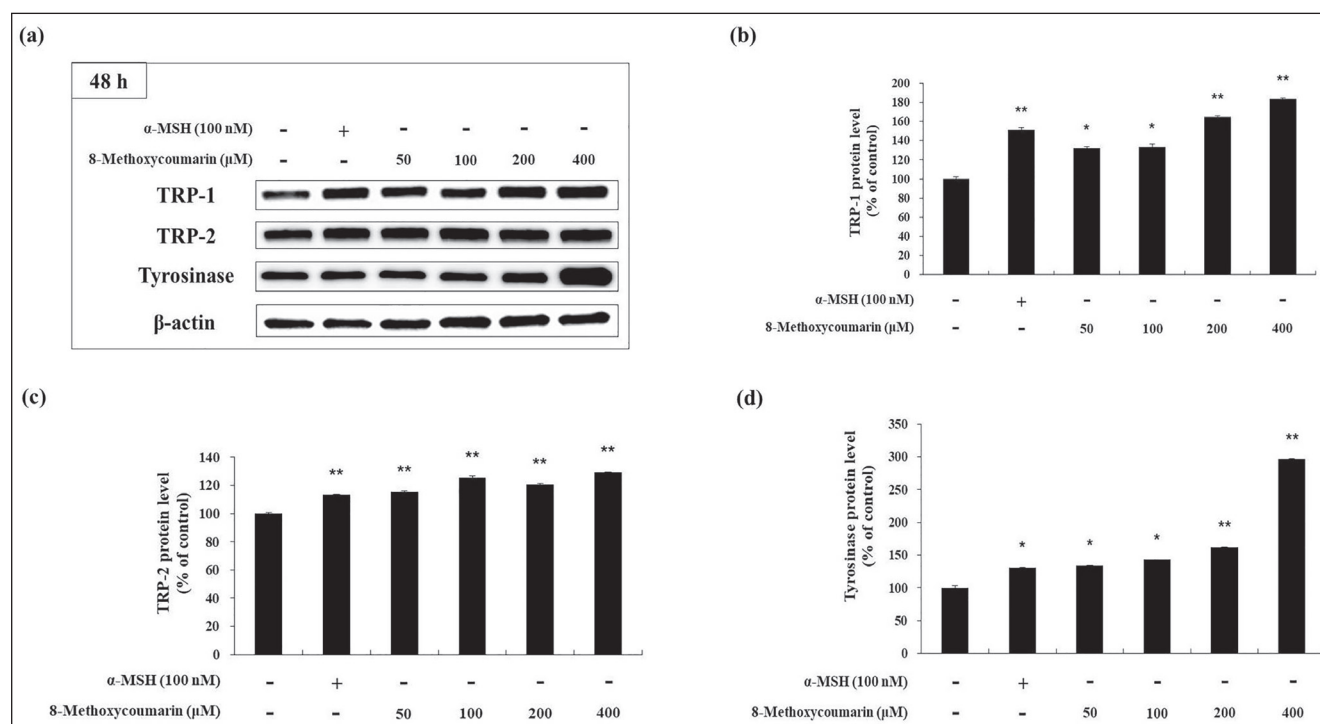 (a)
48 h
α-MSH (100 nM) - + - - - -
8-Methoxycoumarin (μM) - - 50 100 200 400
TRP-1
TRP-2
Tyrosinase
β-actin
(b)
TRP-1 protein level
(% of control)
200
180
160
140
120
100
80
60
40
20
0
** * * ** **
α-MSH (100 nM) - + - - - -
8-Methoxycoumarin (μM) - - 50 100 200 400
(c)
TRP-2 protein level
(% of control)
140
120
100
80
60
40
20
0
** ** ** ** **
α-MSH (100 nM) - + - - - -
8-Methoxycoumarin (μM) - - 50 100 200 400
(d)
Tyrosinase protein level
(% of control)
350
300
250
200
150
100
50
0
* * * ** **
α-MSH (100 nM) - + - - - -
8-Methoxycoumarin (μM) - - 50 100 200 400